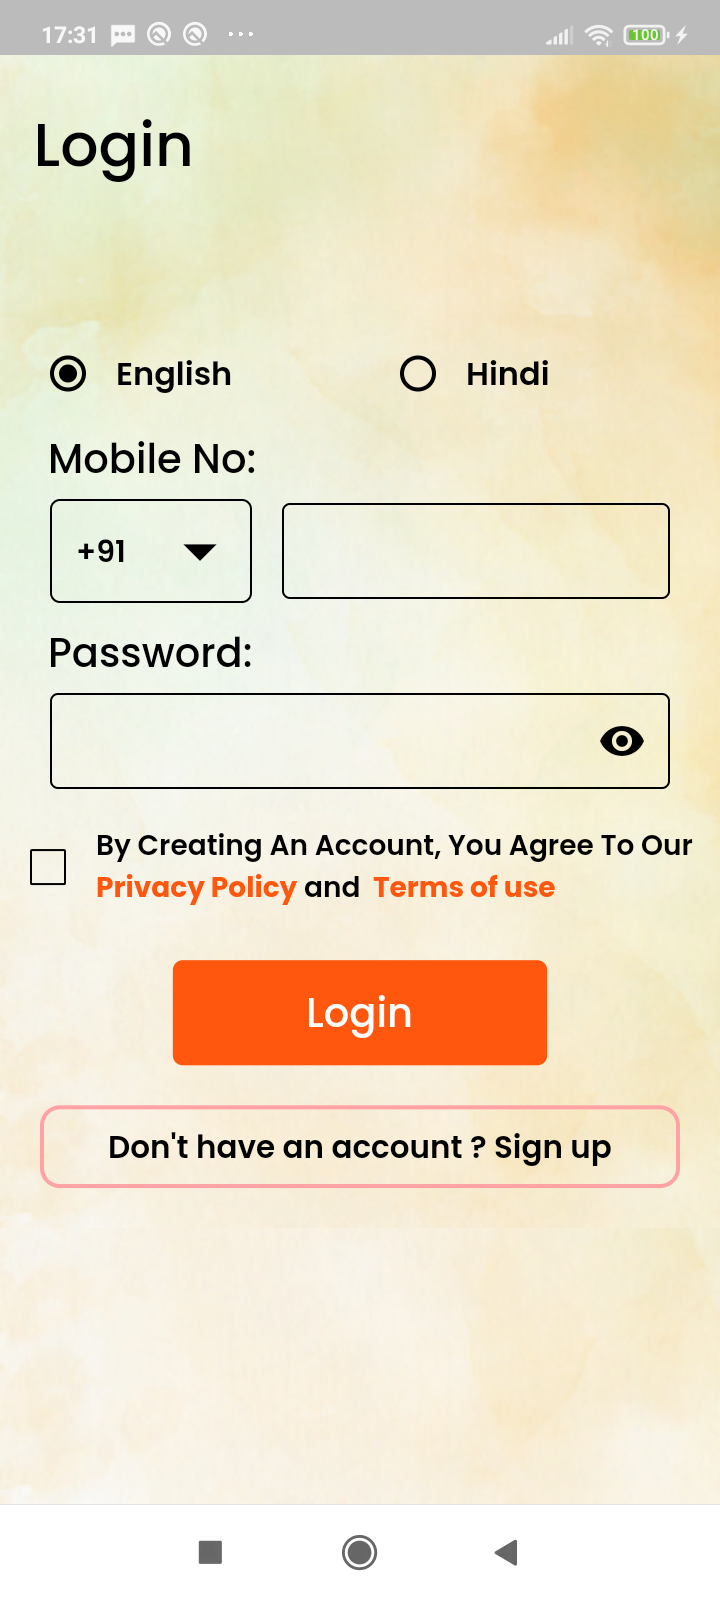 17:31
100
Login
English
Hindi
Mobile No:
+91
Password:
By Creating An Account, You Agree To Our
Privacy Policy and Terms of use
Login
Don't have an account ? Sign up